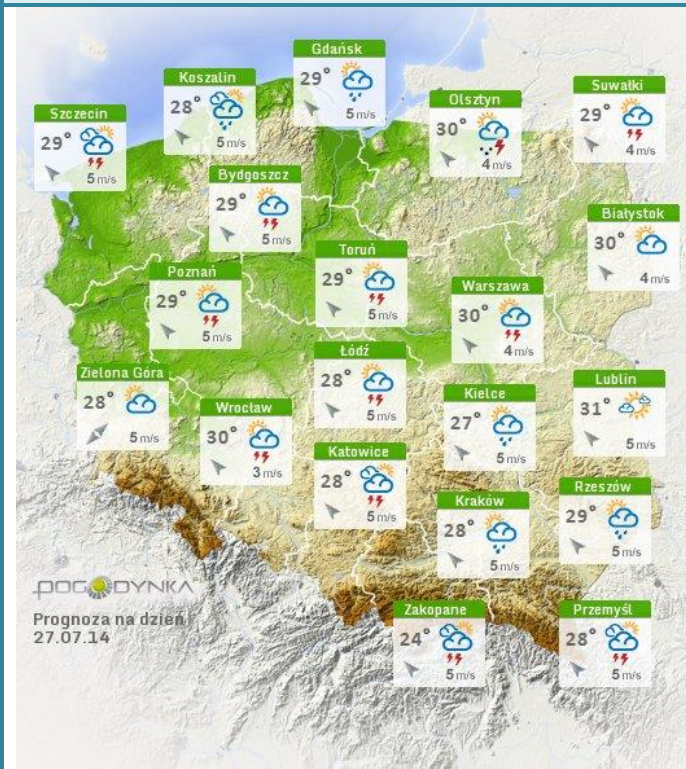 Gdańsk
29°
5 m/s
Koszalin
28°
5 m/s
Szczecin
29°
5 m/s
Olsztyn
30°
4 m/s
Suwałki
29°
4 m/s
Bydgoszcz
29°
5 m/s
Białystok
30°
4 m/s
Toruń
29°
5 m/s
Poznań
29°
5 m/s
Warszawa
30°
4 m/s
Łódź
28°
5 m/s
Zielona Góra
28°
5 m/s
Wrocław
30°
3 m/s
Kielce
27°
5 m/s
Lublin
31°
5 m/s
Katowice
28°
5 m/s
Kraków
28°
5 m/s
Rzeszów
29°
5 m/s
POGODYNKA
Prognoza na dzień
27.07.14
Zakopane
24°
5 m/s
Przemyśl
28°
5 m/s